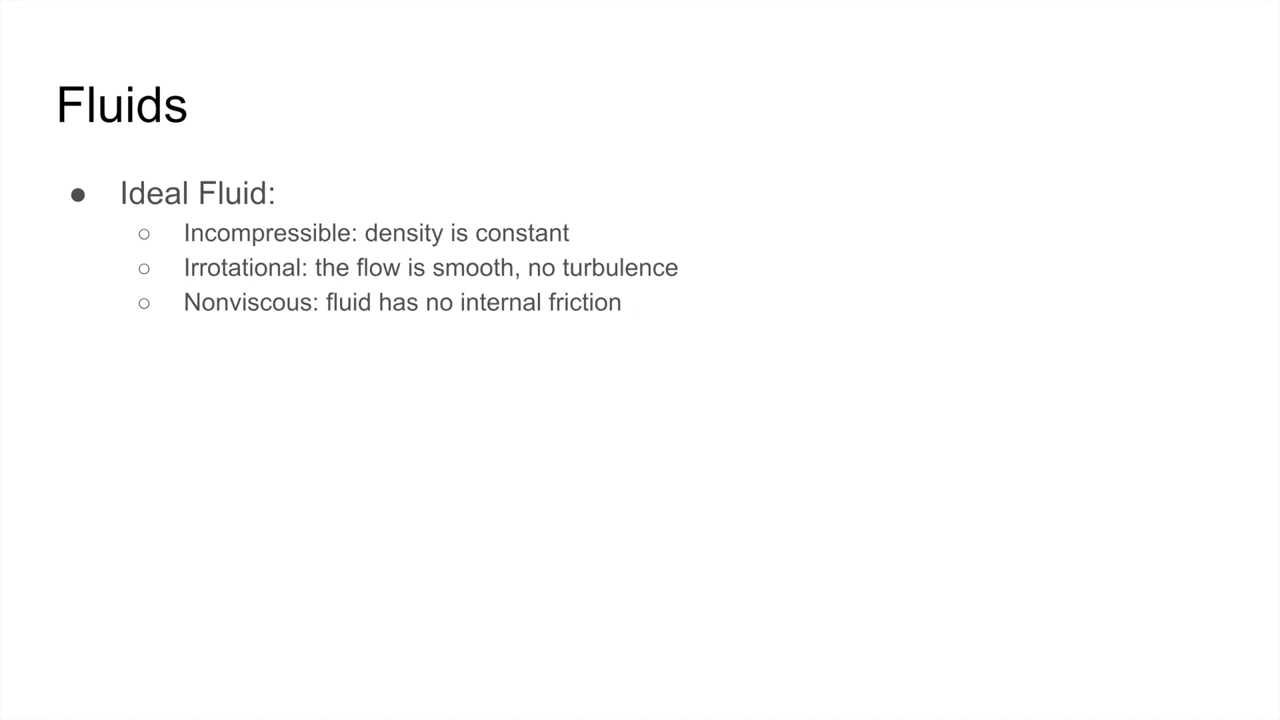 Fluids
● Ideal Fluid:
○ Incompressible: density is constant
○ Irrotational: the flow is smooth, no turbulence
○ Nonviscous: fluid has no internal friction